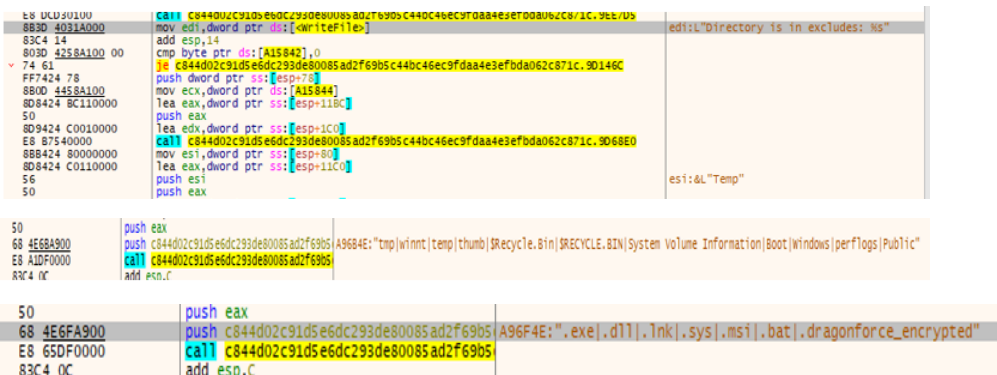 E8 DCD30100 call c844d02c91d5e6dc293de80085ad2f69b5c44bc46ec9fdaa4e3efbda062c871c.9EE7D5
8B3D 4031A000 mov edi,dword ptr ds:[<WriteFile>] edi:L"Directory is in excludes: %s"
83C4 14 add esp,14
803D 4258A100 00 cmp byte ptr ds:[A15842],0
74 61 je c844d02c91d5e6dc293de80085ad2f69b5c44bc46ec9fdaa4e3efbda062c871c.9D146C
FF7424 78 push dword ptr ss:[esp+78]
8B0D 4458A100 mov ecx,dword ptr ds:[A15844]
8D8424 BC110000 lea eax,dword ptr ss:[esp+11BC]
50 push eax
8D9424 C0010000 lea edx,dword ptr ss:[esp+1C0]
E8 B7540000 call c844d02c91d5e6dc293de80085ad2f69b5c44bc46ec9fdaa4e3efbda062c871c.9D68E0
8BB424 80000000 mov esi,dword ptr ss:[esp+80]
8D8424 C0110000 lea eax,dword ptr ss:[esp+11C0]
56 push esi esi:&L"Temp"
50 push eax
50 push eax
68 4E6BA900 push c844d02c91d5e6dc293de80085ad2f69b5 A96B4E:"tmp|winnt|temp|thumb|$Recycle.Bin|$RECYCLE.BIN|System Volume Information|Boot|Windows|perflogs|Public"
E8 A1DF0000 call c844d02c91d5e6dc293de80085ad2f69b5
83C4 0C add esp,C
50 push eax
68 4E6FA900 push c844d02c91d5e6dc293de80085ad2f69b5 A96F4E:".exe|.dll|.lnk|.sys|.msi|.bat|.dragonforce_encrypted"
E8 65DF0000 call c844d02c91d5e6dc293de80085ad2f69b5
83C4 0C add esp,C